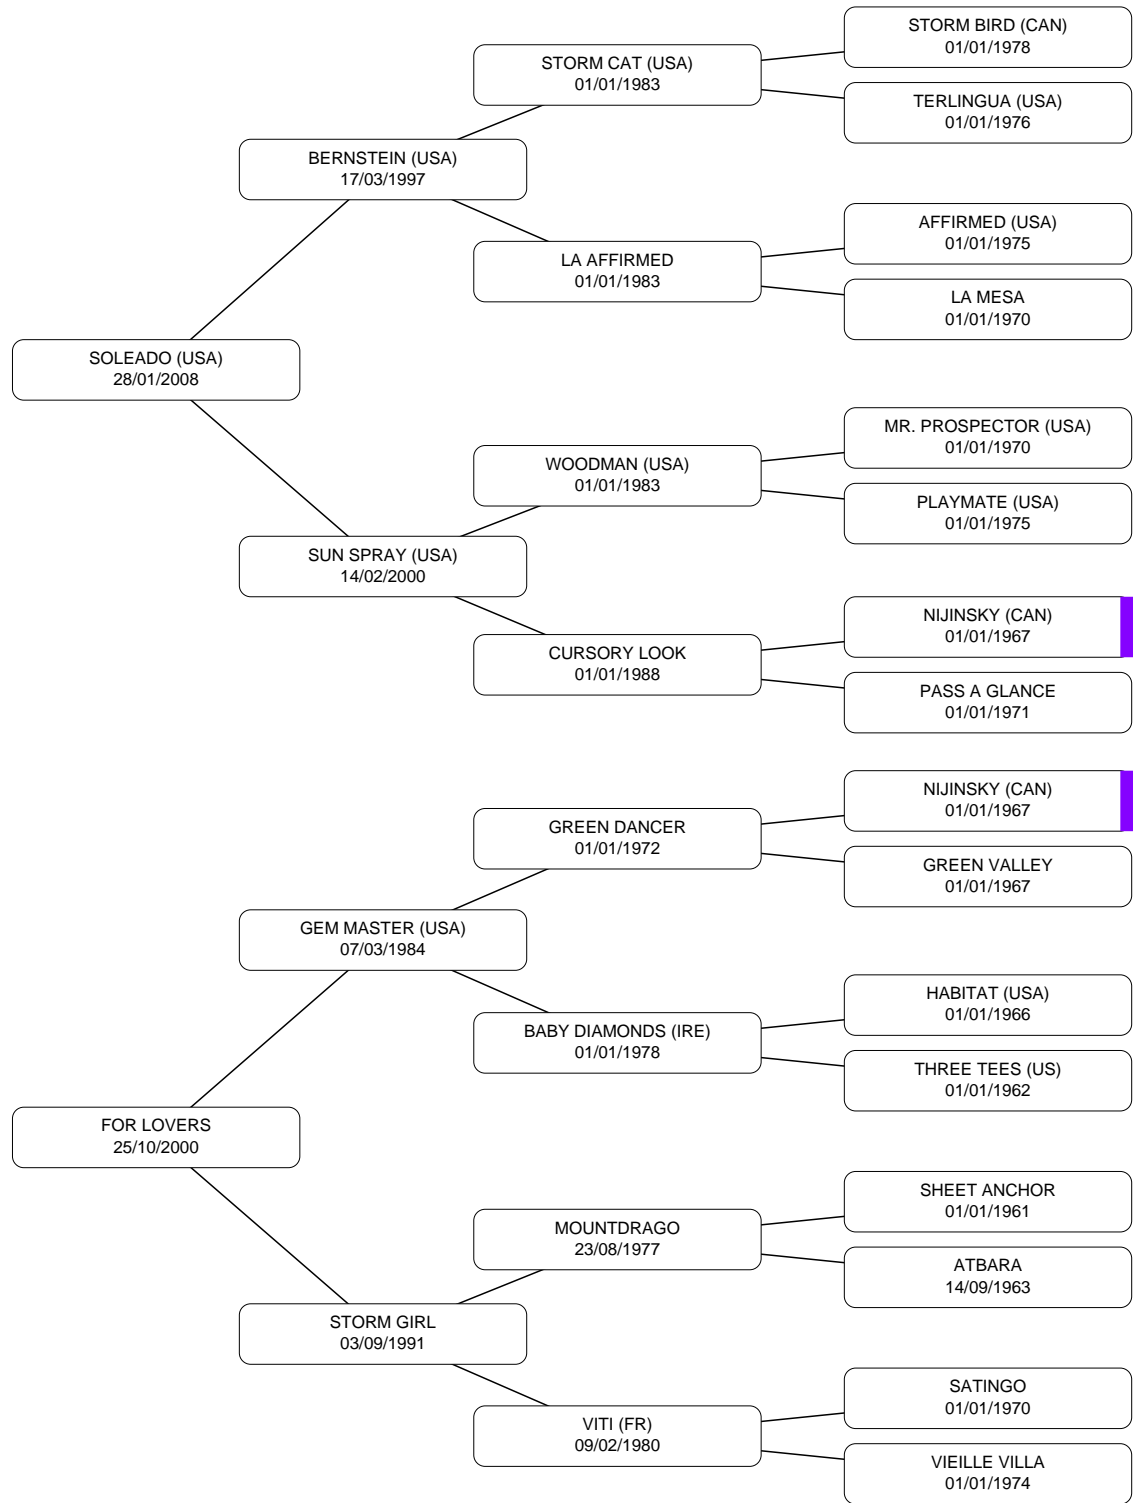 STORM BIRD (CAN)
01/01/1978
STORM CAT (USA)
01/01/1983
TERLINGUA (USA)
01/01/1976
BERNSTEIN (USA)
17/03/1997
AFFIRMED (USA)
01/01/1975
LA AFFIRMED
01/01/1983
LA MESA
01/01/1970
SOLEADO (USA)
28/01/2008
MR. PROSPECTOR (USA)
01/01/1970
WOODMAN (USA)
01/01/1983
PLAYMATE (USA)
01/01/1975
SUN SPRAY (USA)
14/02/2000
NIJINSKY (CAN)
01/01/1967
CURSORY LOOK
01/01/1988
PASS A GLANCE
01/01/1971
NIJINSKY (CAN)
01/01/1967
GREEN DANCER
01/01/1972
GREEN VALLEY
01/01/1967
GEM MASTER (USA)
07/03/1984
HABITAT (USA)
01/01/1966
BABY DIAMONDS (IRE)
01/01/1978
THREE TEES (US)
01/01/1962
FOR LOVERS
25/10/2000
SHEET ANCHOR
01/01/1961
MOUNTDRAGO
23/08/1977
ATBARA
14/09/1963
STORM GIRL
03/09/1991
SATINGO
01/01/1970
VITI (FR)
09/02/1980
VIEILLE VILLA
01/01/1974